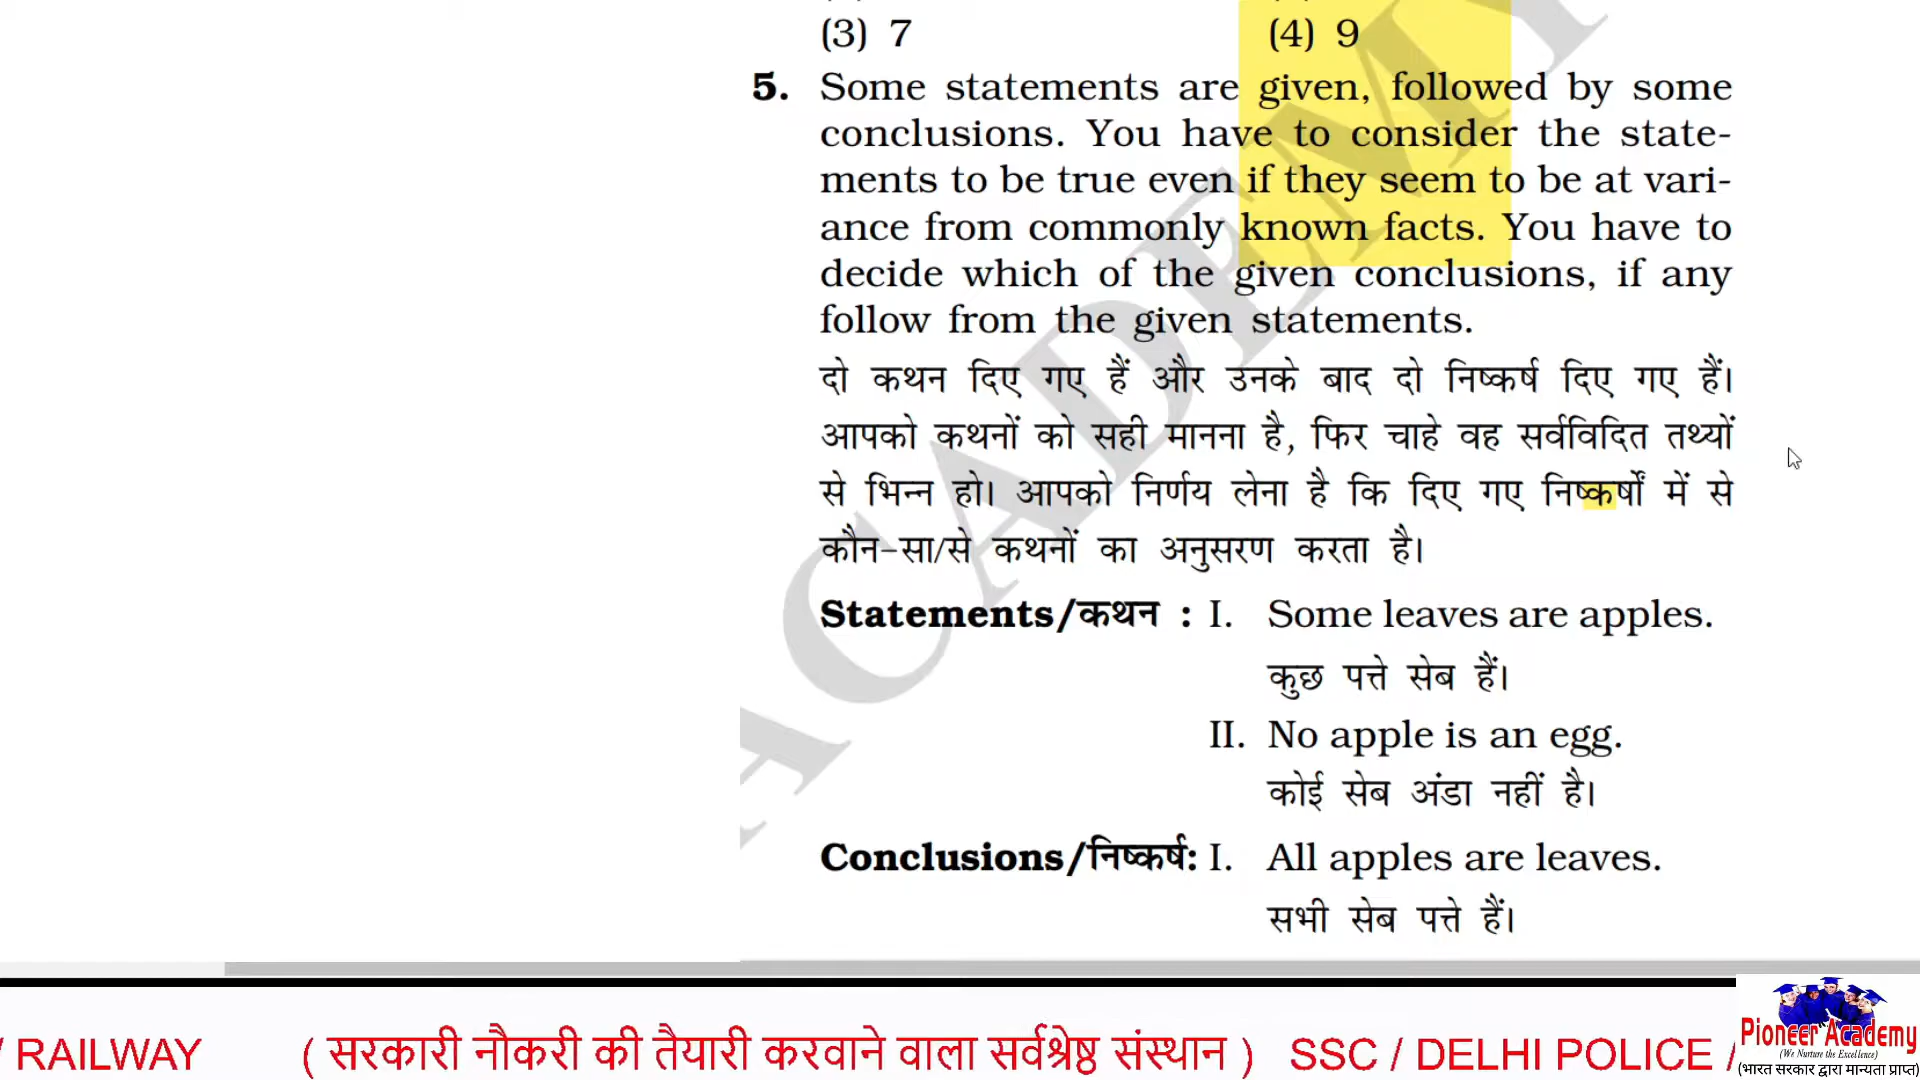 (3) 7 (4) 9
5. Some statements are given, followed by some
conclusions. You have to consider the state-
ments to be true even if they seem to be at vari-
ance from commonly known facts. You have to
decide which of the given conclusions, if any
follow from the given statements.
दो कथन दिए गए हैं और उनके बाद दो निष्कर्ष दिए गए हैं।
आपको कथनों को सही मानना है, फिर चाहे वह सर्वविदित तथ्यों
से भिन्न हो। आपको निर्णय लेना है कि दिए गए निष्कर्षों में से
कौन-सा/से कथनों का अनुसरण करता है।
Statements/कथन : I. Some leaves are apples.
कुछ पत्ते सेब हैं।
II. No apple is an egg.
कोई सेब अंडा नहीं है।
Conclusions/निष्कर्ष: I. All apples are leaves.
सभी सेब पत्ते हैं।
ACADEMY
/ RAILWAY ( सरकारी नौकरी की तैयारी करवाने वाला सर्वश्रेष्ठ संस्थान ) SSC / DELHI POLICE /
Pioneer Academy
(We Nurture the Excellence)
(भारत सरकार द्वारा मान्यता प्राप्त)